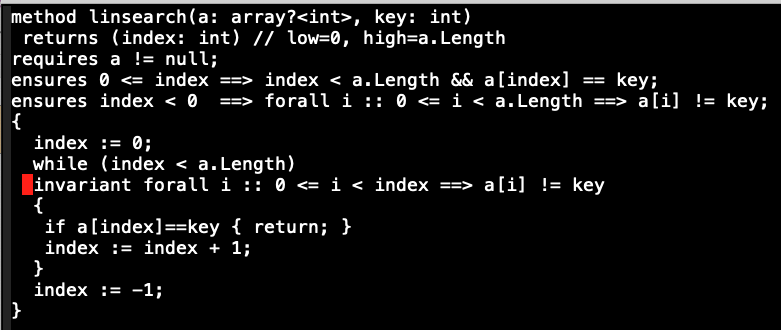 method linsearch(a: array?<int>, key: int)
 returns (index: int) // low=0, high=a.Length
requires a != null;
ensures 0 <= index ==> index < a.Length && a[index] == key;
ensures index < 0  ==> forall i :: 0 <= i < a.Length ==> a[i] != key;
{
  index := 0;
  while (index < a.Length)
  invariant forall i :: 0 <= i < index ==> a[i] != key
  {
   if a[index]==key { return; }
   index := index + 1;
  }
  index := -1;
}